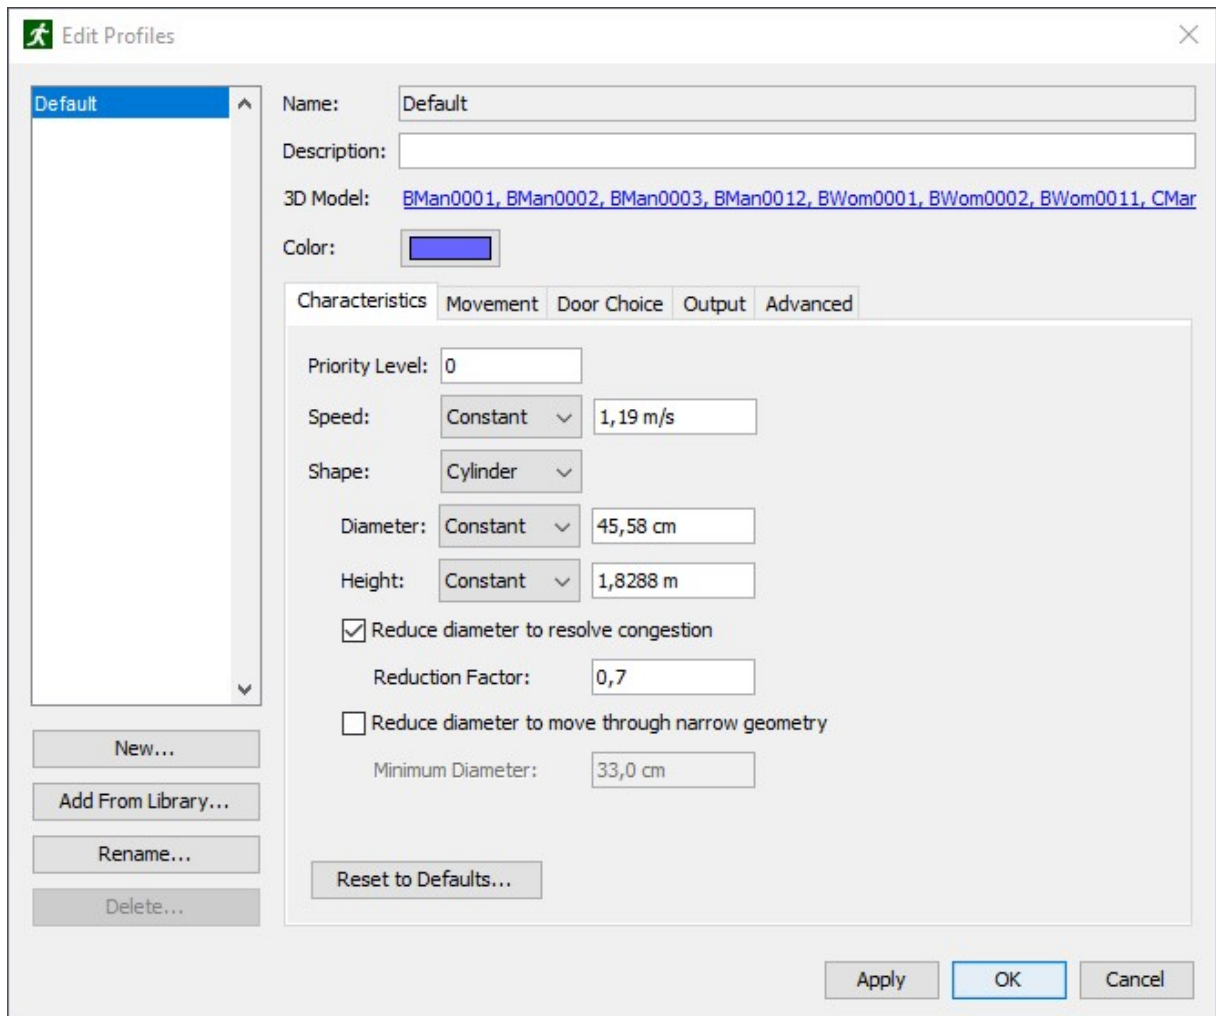 Edit Profiles
Default
Name: Default
Description:
3D Model: BMan0001, BMan0002, BMan0003, BMan0012, BWom0001, BWom0002, BWom0011, CMar
Color:
Characteristics Movement Door Choice Output Advanced
Priority Level: 0
Speed: Constant 1,19 m/s
Shape: Cylinder
Diameter: Constant 45,58 cm
Height: Constant 1,8288 m
Reduce diameter to resolve congestion
Reduction Factor: 0,7
Reduce diameter to move through narrow geometry
Minimum Diameter: 33,0 cm
New...
Add From Library...
Rename...
Delete...
Reset to Defaults...
Apply OK Cancel